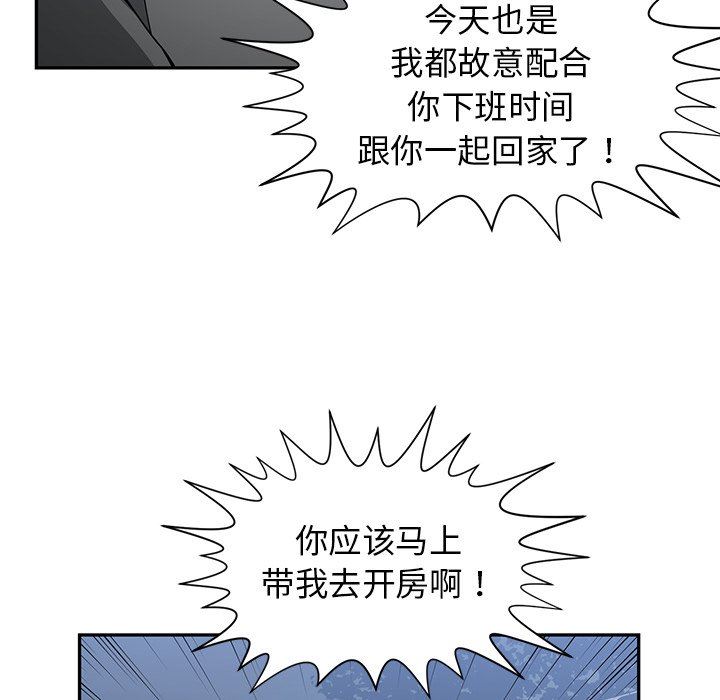 今天也是
我都故意配合
你下班时间
跟你一起回家了！
你应该马上
带我去开房啊！